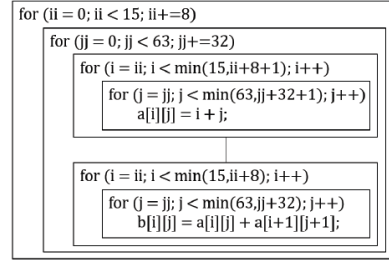 for (ii = 0; ii < 15; ii+=8)
for (jj = 0; jj < 63; jj+=32)
for (i = ii; i < min(15,ii+8+1); i++)
for (j = jj; j < min(63,jj+32+1); j++)
a[i][j] = i + j;
for (i = ii; i < min(15,ii+8); i++)
for (j = jj; j < min(63,jj+32); j++)
b[i][j] = a[i][j] + a[i+1][j+1];